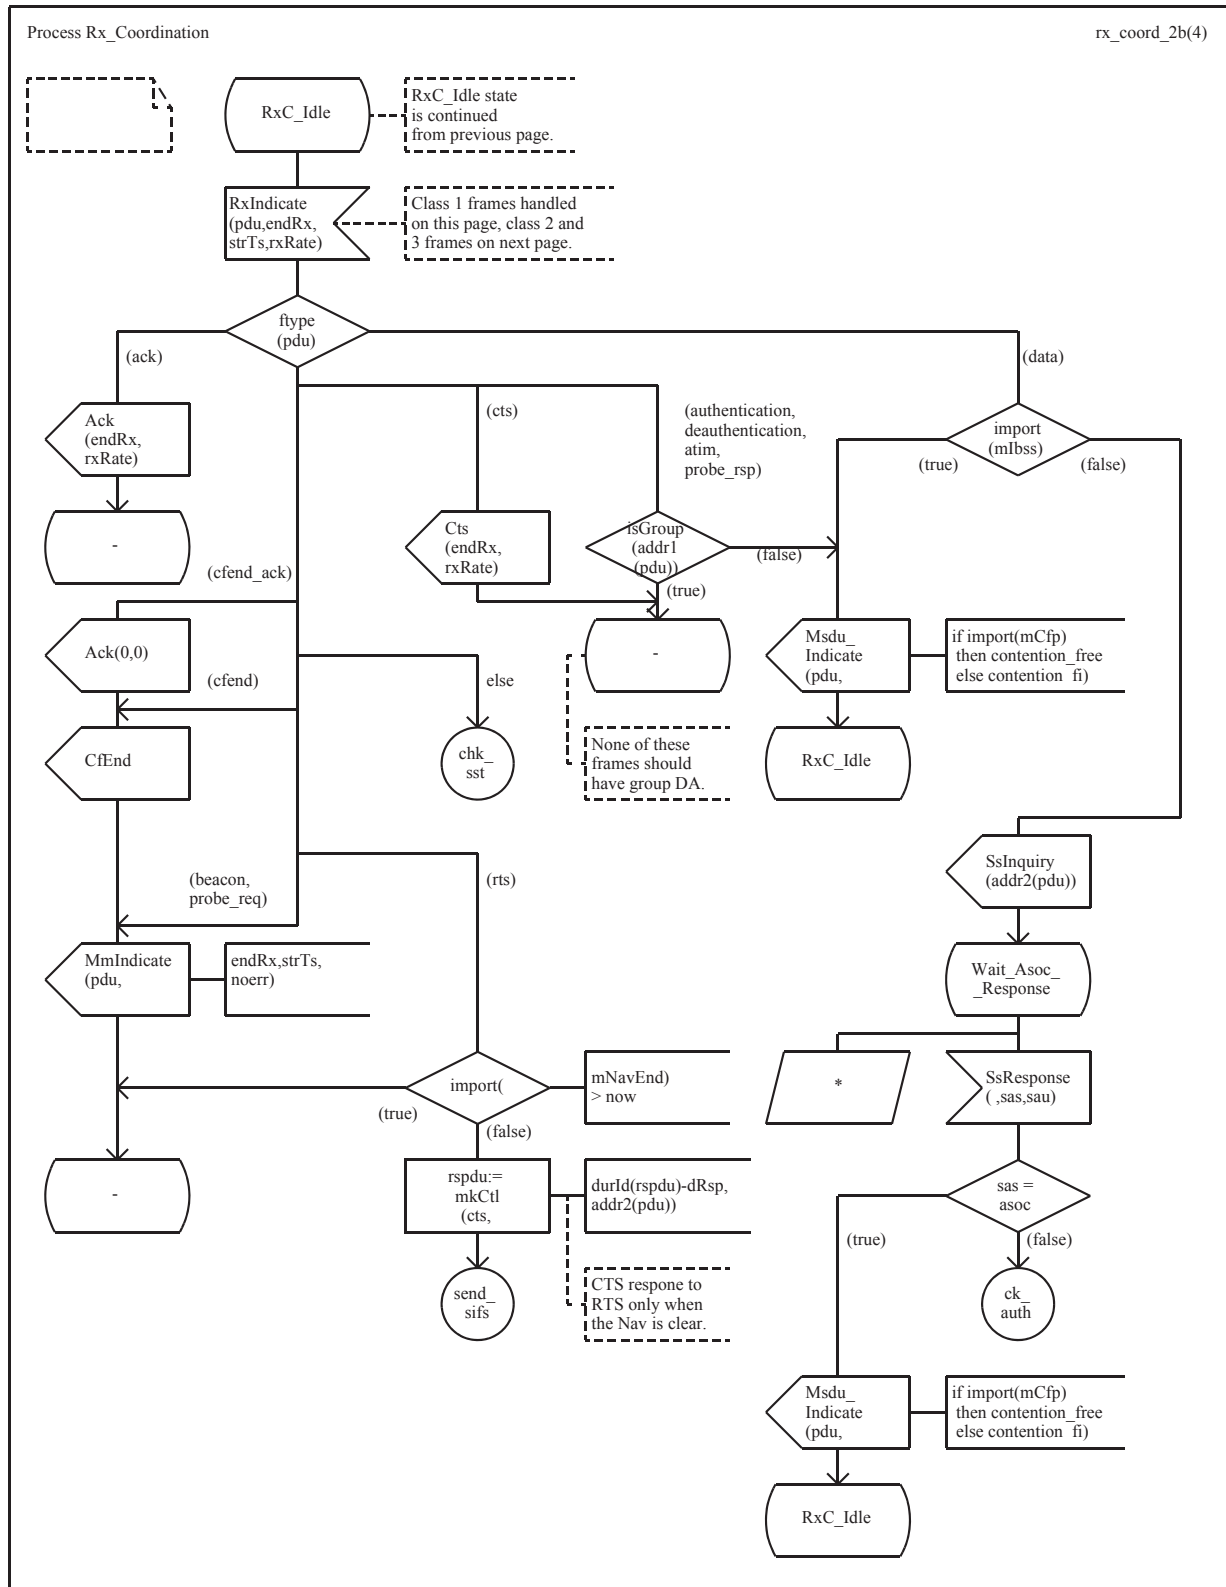 Process Rx_Coordination
rx_coord_2b(4)
RxC_Idle
RxC_Idle state
is continued
from previous page.
RxIndicate
(pdu,endRx,
strTs,rxRate)
Class 1 frames handled
on this page, class 2 and
3 frames on next page.
ftype
(pdu)
(ack)
(data)
Ack
(endRx,
rxRate)
(cts)
(authentication,
deauthentication,
atim,
probe_rsp)
import
(mIbss)
(true)
(false)
-
Cts
(endRx,
rxRate)
isGroup
(addr1
(pdu))
(false)
(true)
(cfend_ack)
Ack(0,0)
(cfend)
else
-
Msdu_
Indicate
(pdu,
if import(mCfp)
then contention_free
else contention fi)
CfEnd
chk_
sst
None of these
frames should
have group DA.
RxC_Idle
(beacon,
probe_req)
(rts)
SsInquiry
(addr2(pdu))
MmIndicate
(pdu,
endRx,strTs,
noerr)
Wait_Asoc_
_Response
import(
mNavEnd)
> now
(true)
(false)
*
SsResponse
( ,sas,sau)
-
rspdu:=
mkCtl
(cts,
durId(rspdu)-dRsp,
addr2(pdu))
sas =
asoc
(true)
(false)
send_
sifs
CTS respone to
RTS only when
the Nav is clear.
ck_
auth
Msdu_
Indicate
(pdu,
if import(mCfp)
then contention_free
else contention fi)
RxC_Idle